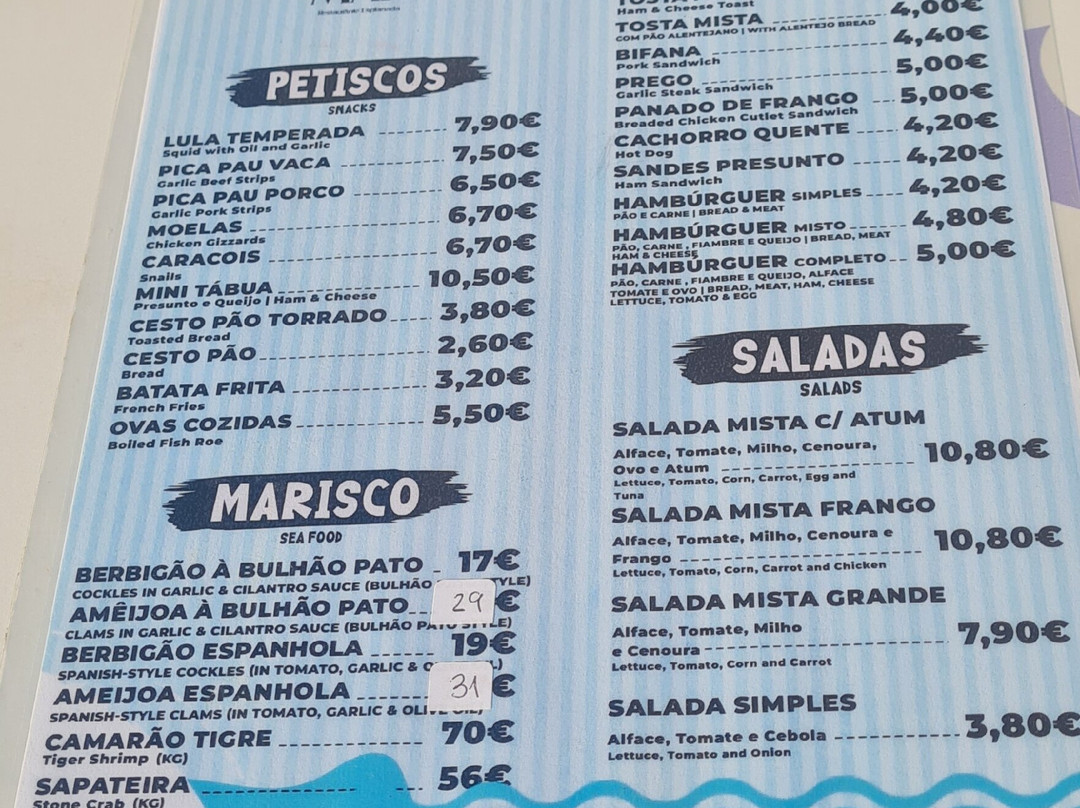 PETISCOS
SNACKS
LULA TEMPERADA 7,90€
Squid with Oil and Garlic
PICA PAU VACA 7,50€
Garlic Beef Strips
PICA PAU PORCO 6,50€
Garlic Pork Strips
MOELAS 6,70€
Chicken Gizzards
CARACOIS 6,70€
Snails
MINI TÁBUA 10,50€
Presunto e Queijo | Ham & Cheese
CESTO PÃO TORRADO 3,80€
Toasted Bread
CESTO PÃO 2,60€
Bread
BATATA FRITA 3,20€
French Fries
OVAS COZIDAS 5,50€
Boiled Fish Roe
MARISCO
SEA FOOD
BERBIGÃO À BULHÃO PATO 17€
COCKLES IN GARLIC & CILANTRO SAUCE (BULHÃO
AMÊIJOA À BULHÃO PATO 29€
CLAMS IN GARLIC & CILANTRO SAUCE (BULHÃO
BERBIGÃO ESPANHOLA 19€
SPANISH-STYLE COCKLES (IN TOMATO, GARLIC &
AMEIJOA ESPANHOLA 31€
SPANISH-STYLE CLAMS (IN TOMATO, GARLIC &
CAMARÃO TIGRE 70€
Tiger Shrimp (KG)
SAPATEIRA 56€
Stone Crab (KG)
Ham & Cheese Toast 4,00€
TOSTA MISTA
COM PÃO ALENTEJANO | WITH ALENTEJO BREAD 4,40€
BIFANA
Pork Sandwich 5,00€
PREGO
Garlic Steak Sandwich
PANADO DE FRANGO 5,00€
Breaded Chicken Cutlet Sandwich
CACHORRO QUENTE 4,20€
Hot Dog
SANDES PRESUNTO 4,20€
Ham Sandwich
HAMBÚRGUER SIMPLES 4,20€
PÃO E CARNE | BREAD & MEAT
HAMBÚRGUER MISTO 4,80€
PÃO, CARNE , FIAMBRE E QUEIJO | BREAD, MEAT
HAM & CHEESE
HAMBÚRGUER COMPLETO 5,00€
PÃO, CARNE , FIAMBRE E QUEIJO, ALFACE
TOMATE E OVO | BREAD, MEAT, HAM, CHEESE
LETTUCE, TOMATO & EGG
SALADAS
SALADS
SALADA MISTA C/ ATUM
Alface, Tomate, Milho, Cenoura,
Ovo e Atum 10,80€
Lettuce, Tomato, Corn, Carrot, Egg and
Tuna
SALADA MISTA FRANGO
Alface, Tomate, Milho, Cenoura e
Frango 10,80€
Lettuce, Tomato, Corn, Carrot and Chicken
SALADA MISTA GRANDE
Alface, Tomate, Milho
e Cenoura 7,90€
Lettuce, Tomato, Corn and Carrot
SALADA SIMPLES
Alface, Tomate e Cebola 3,80€
Lettuce, Tomato and Onion